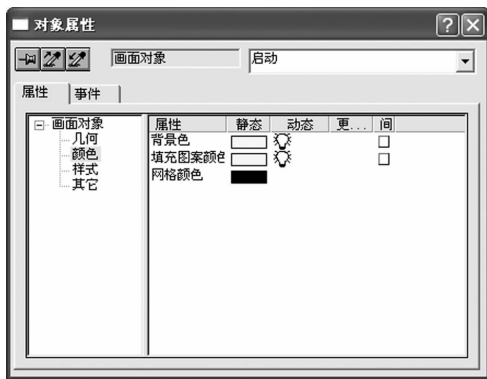 对象属性
画面对象 启动
属性 事件
画面对象
几何
颜色
样式
其它
属性 静态 动态 更... 间
背景色
填充图案颜色
网格颜色